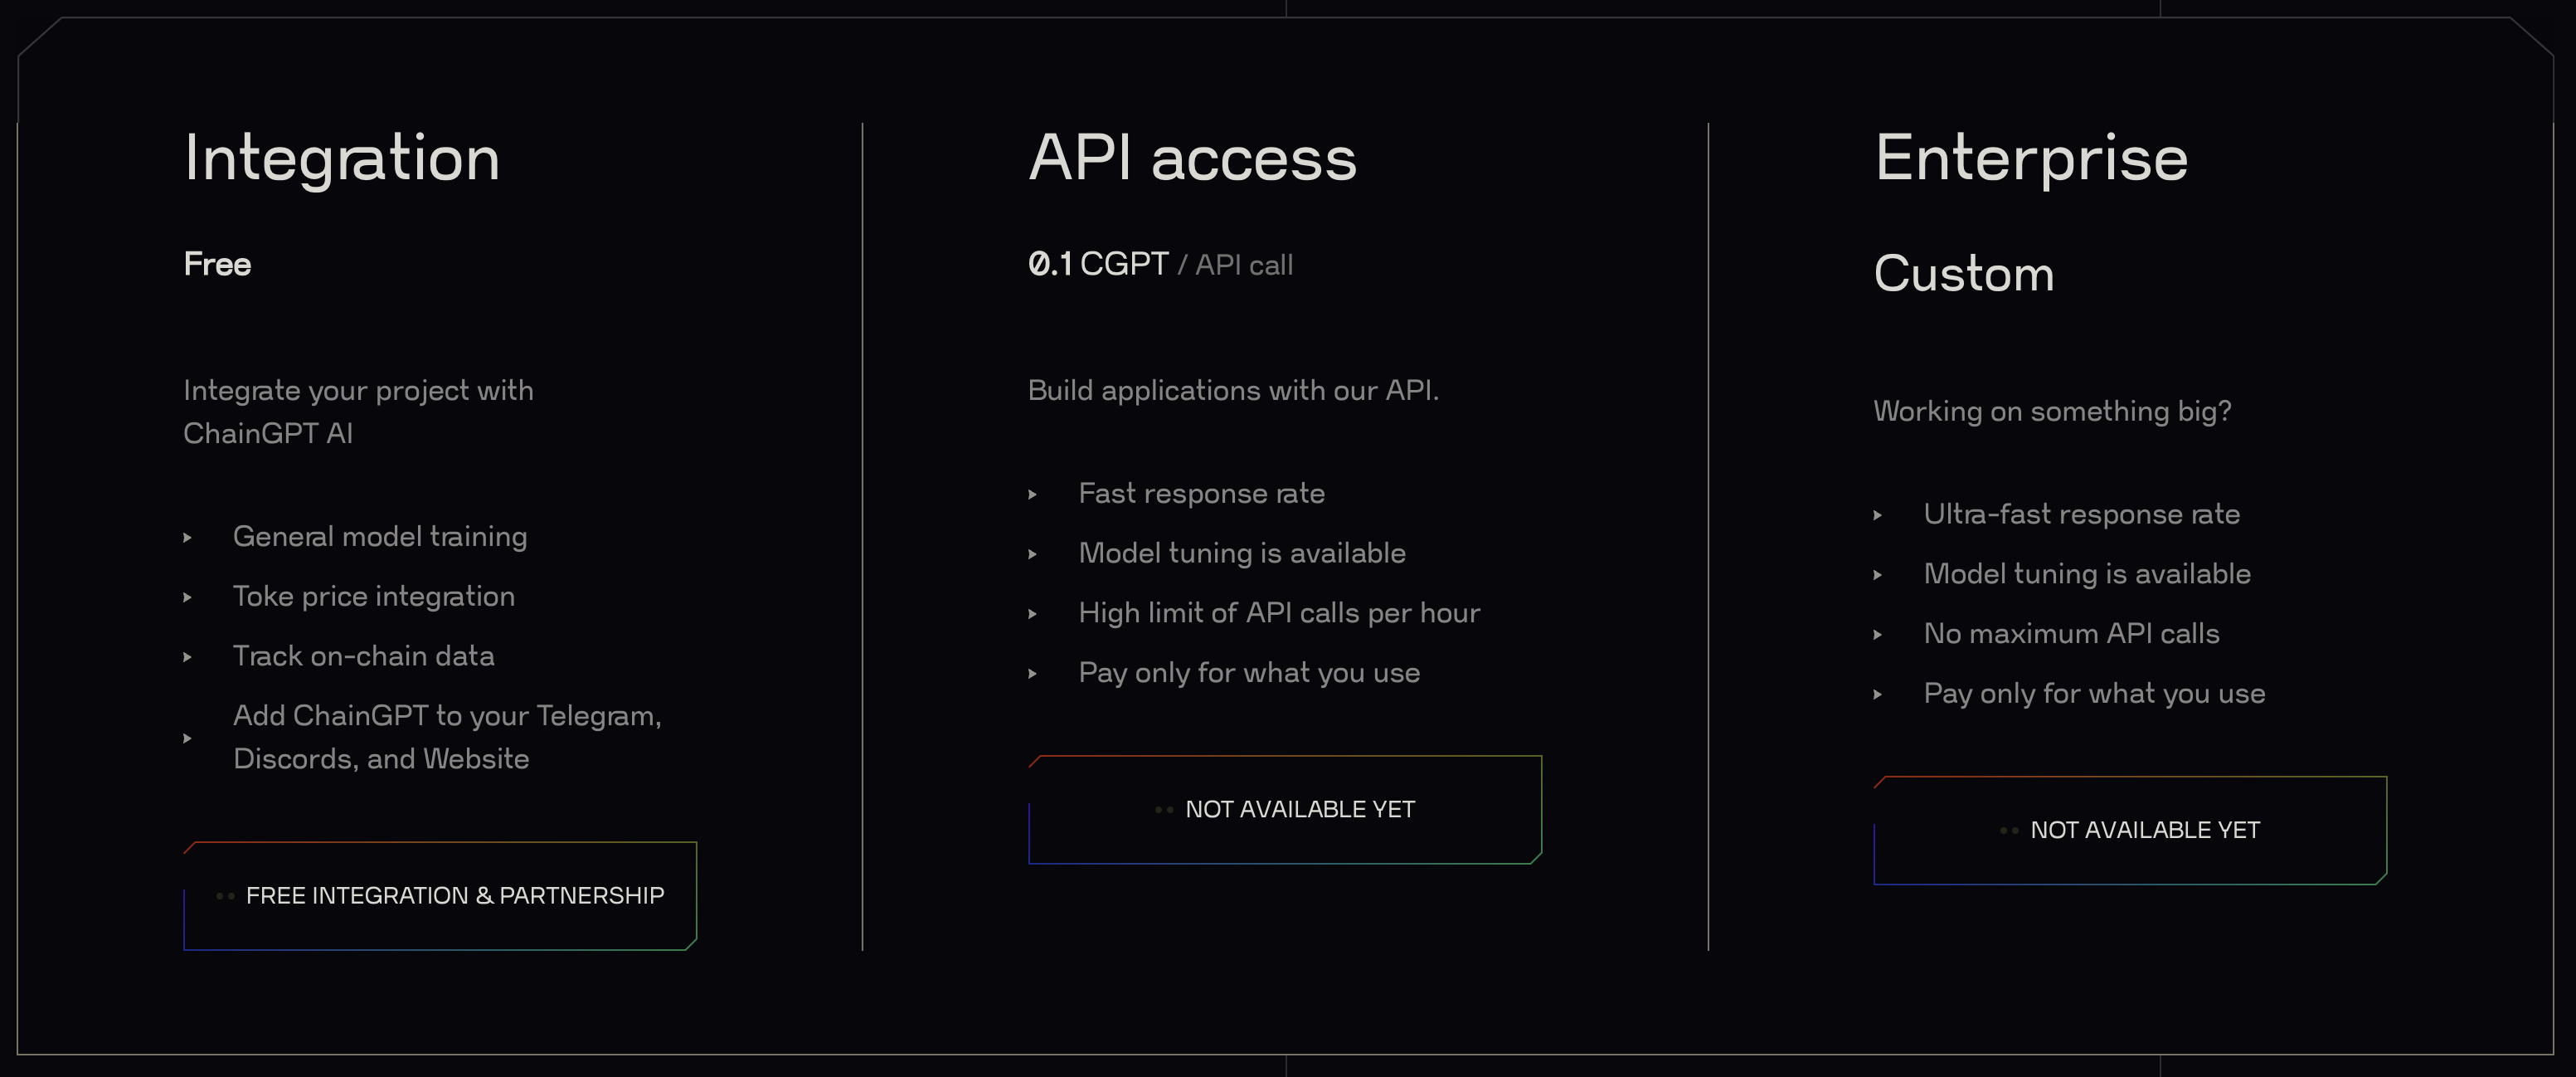 Integration
Free
Integrate your project with
ChainGPT AI
General model training
Toke price integration
Track on-chain data
Add ChainGPT to your Telegram,
Discords, and Website
FREE INTEGRATION & PARTNERSHIP
API access
0.1 CGPT / API call
Build applications with our API.
Fast response rate
Model tuning is available
High limit of API calls per hour
Pay only for what you use
NOT AVAILABLE YET
Enterprise
Custom
Working on something big?
Ultra-fast response rate
Model tuning is available
No maximum API calls
Pay only for what you use
NOT AVAILABLE YET